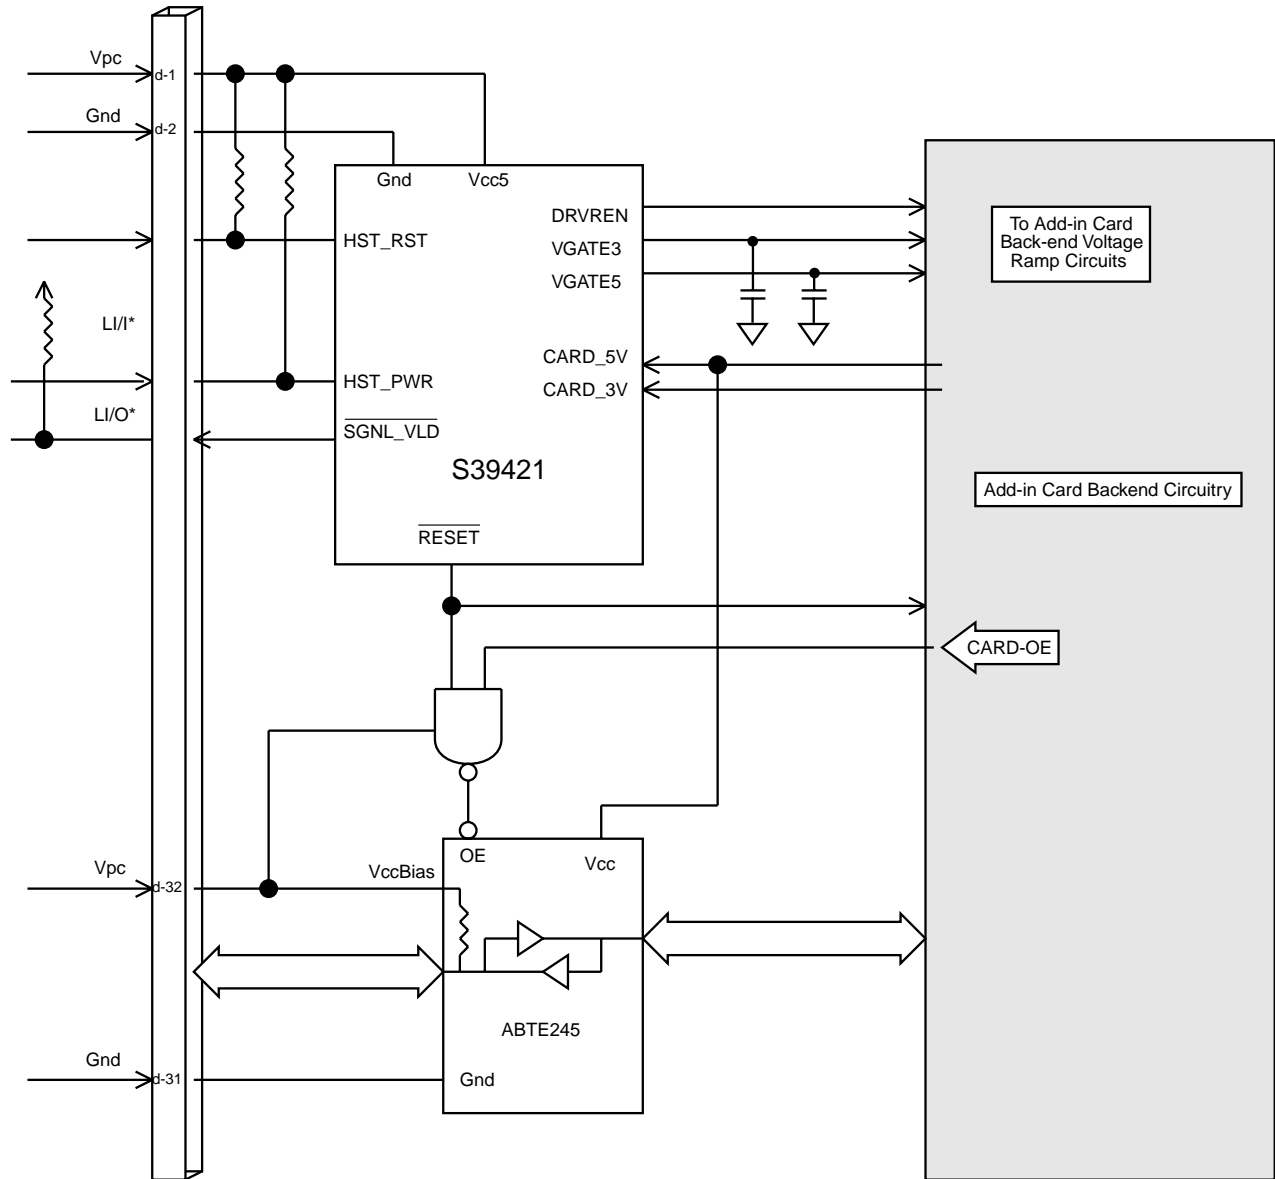 Vpc
d-1
Gnd
d-2
Gnd
Vcc5
DRVREN
HST_RST
VGATE3
VGATE5
To Add-in Card
Back-end Voltage
Ramp Circuits
LI/I*
CARD_5V
HST_PWR
CARD_3V
LI/O*
SGNL_VLD
S39421
Add-in Card Backend Circuitry
RESET
CARD-OE
OE
Vcc
Vpc
VccBias
d-32
ABTE245
Gnd
d-31
Gnd